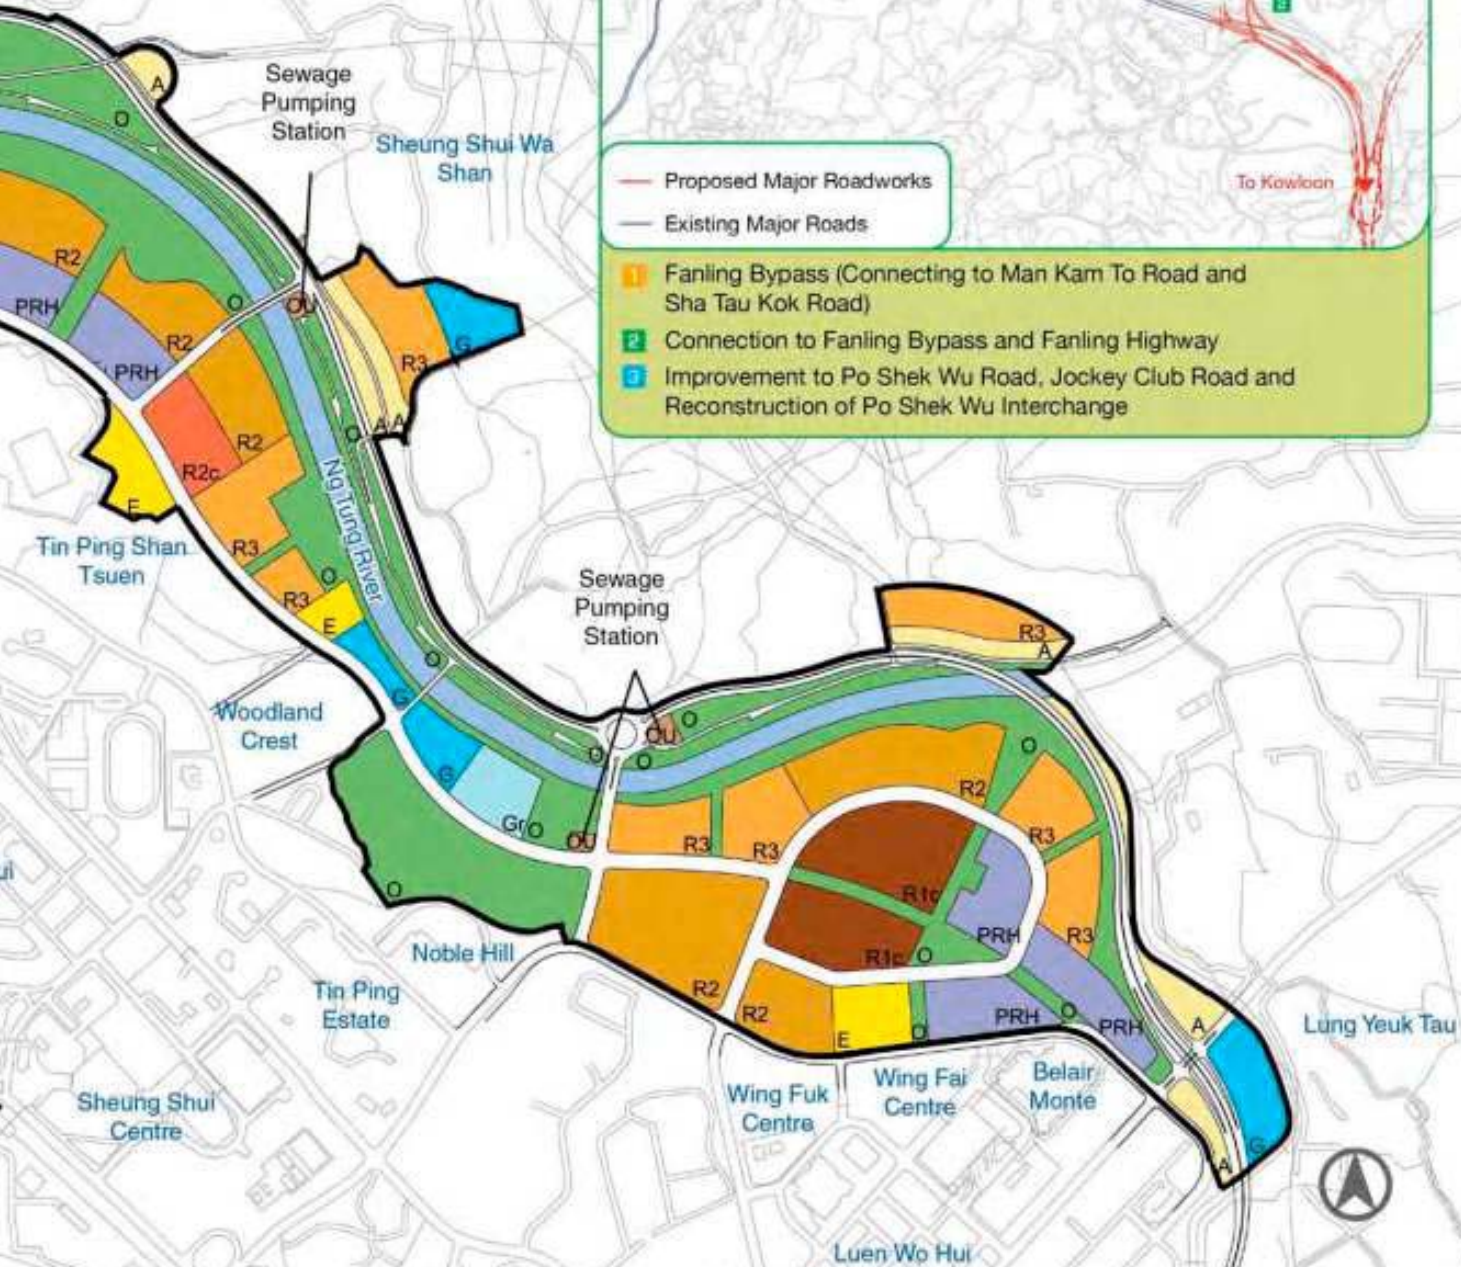 2
To Kowloon
Proposed Major Roadworks
Existing Major Roads
1 Fanling Bypass (Connecting to Man Kam To Road and
Sha Tau Kok Road)
2 Connection to Fanling Bypass and Fanling Highway
3 Improvement to Po Shek Wu Road, Jockey Club Road and
Reconstruction of Po Shek Wu Interchange
Sewage
Pumping
Station
Sheung Shui Wa
Shan
A
O
R2
PRH
O
OU
R2
PRH
R3
G
A
A
O
R2
R2c
E
Ng Tung River
Tin Ping Shan
Tsuen
R3
O
R3
E
Sewage
Pumping
Station
R3
A
O
G
Woodland
Crest
O
OU
O
O
O
G
R2
Gr
O
OU
R3
R3
R3
O
R1c
PRH
R3
Noble Hill
R1c
O
R2
Tin Ping
Estate
R2
E
O
PRH
O
PRH
A
Lung Yeuk Tau
Sheung Shui
Centre
Wing Fuk
Centre
Wing Fai
Centre
Belair
Monte
G
A
Luen Wo Hui